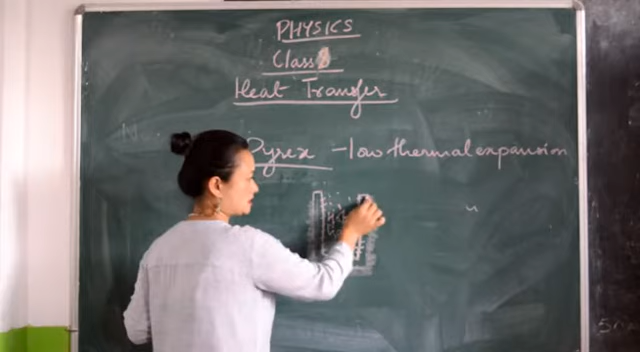 PHYSICS
Class 8
Heat Transfer
Pyrex - low thermal expansion